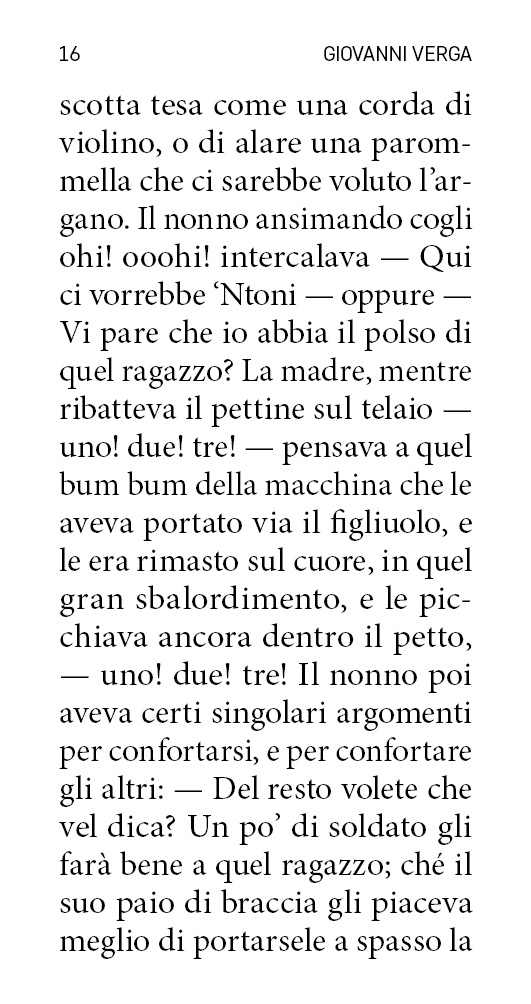 16 GIOVANNI VERGA
scotta tesa come una corda di
violino, o di alare una parom-
mella che ci sarebbe voluto l’ar-
gano. Il nonno ansimando cogli
ohi! ooohi! intercalava — Qui
ci vorrebbe ‘Ntoni — oppure —
Vi pare che io abbia il polso di
quel ragazzo? La madre, mentre
ribatteva il pettine sul telaio —
uno! due! tre! — pensava a quel
bum bum della macchina che le
aveva portato via il figliuolo, e
le era rimasto sul cuore, in quel
gran sbalordimento, e le pic-
chiava ancora dentro il petto,
— uno! due! tre! Il nonno poi
aveva certi singolari argomenti
per confortarsi, e per confortare
gli altri: — Del resto volete che
vel dica? Un po’ di soldato gli
farà bene a quel ragazzo; ché il
suo paio di braccia gli piaceva
meglio di portarsele a spasso la